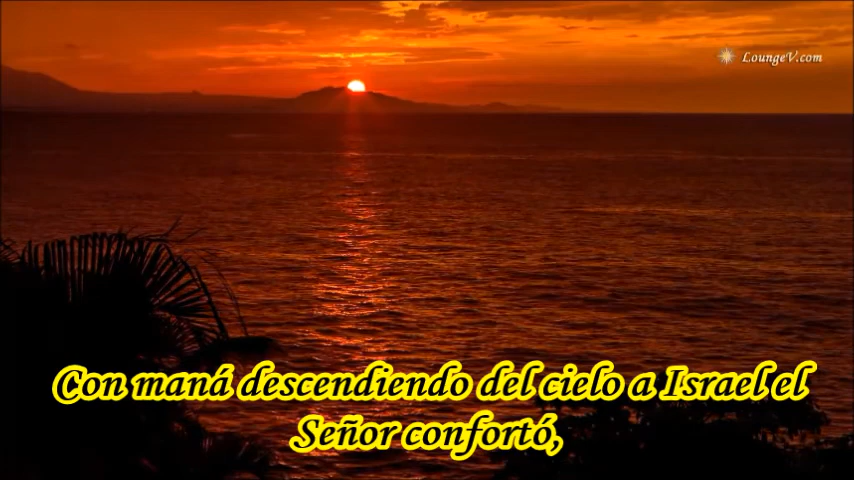 LoungeV.com
Con maná descendiendo del cielo a Israel el
Señor confortó,